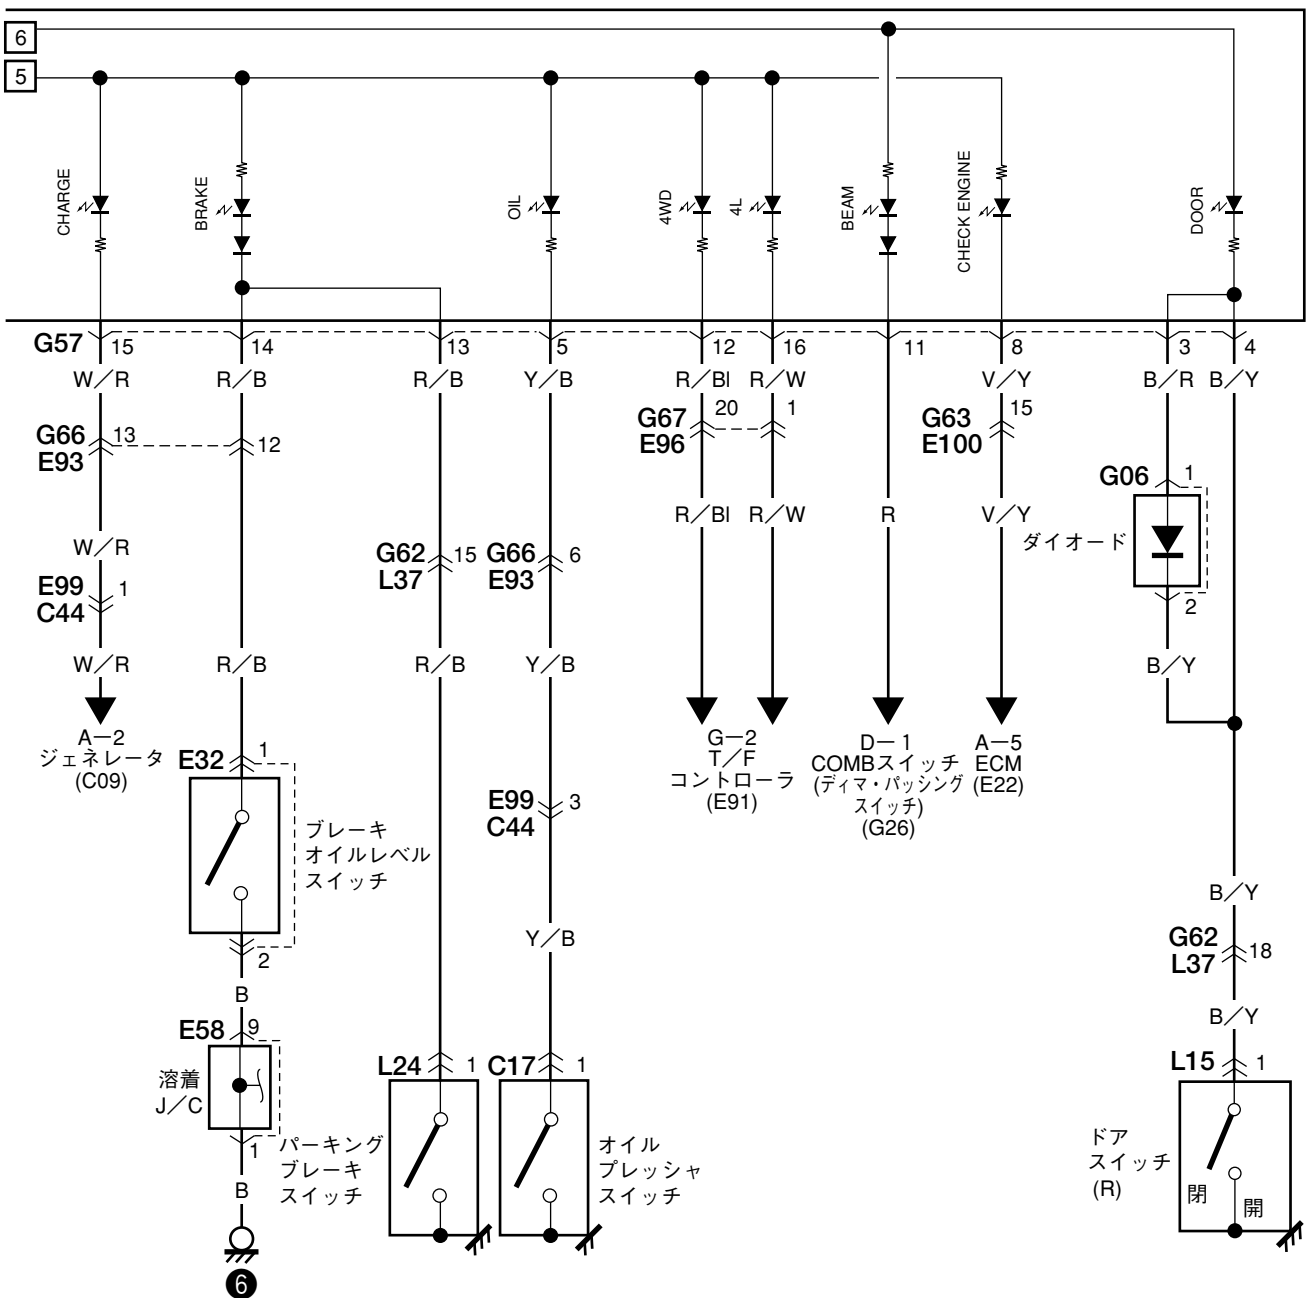 6
5
CHARGE
BRAKE
OIL
4WD
4L
BEAM
CHECK ENGINE
DOOR
G57 15 14 13 5 12 16 11 8 3 4
W/R R/B R/B Y/B R/Bl R/W V/Y B/R B/Y
G66 13 12
E93
G67 20 1
E96
G63 15
E100
G06 1
ダイオード
2
W/R
R/Bl R/W R V/Y
G62 15
L37
G66 6
E93
E99 1
C44
W/R R/B R/B Y/B B/Y
A−2
ジェネレータ
(C09)
G−2
T/F
コントローラ
(E91)
D−1
COMBスイッチ
(ディマ・パッシング
スイッチ)
(G26)
A−5
ECM
(E22)
E32 1
ブレーキ
オイルレベル
スイッチ
2
E99 3
C44
B/Y
Y/B
G62 18
L37
B
B/Y
E58 9
溶着
J/C
1
B
6
L24 1
パーキング
ブレーキ
スイッチ
C17 1
オイル
プレッシャ
スイッチ
L15 1
ドア
スイッチ
(R)
閉
開